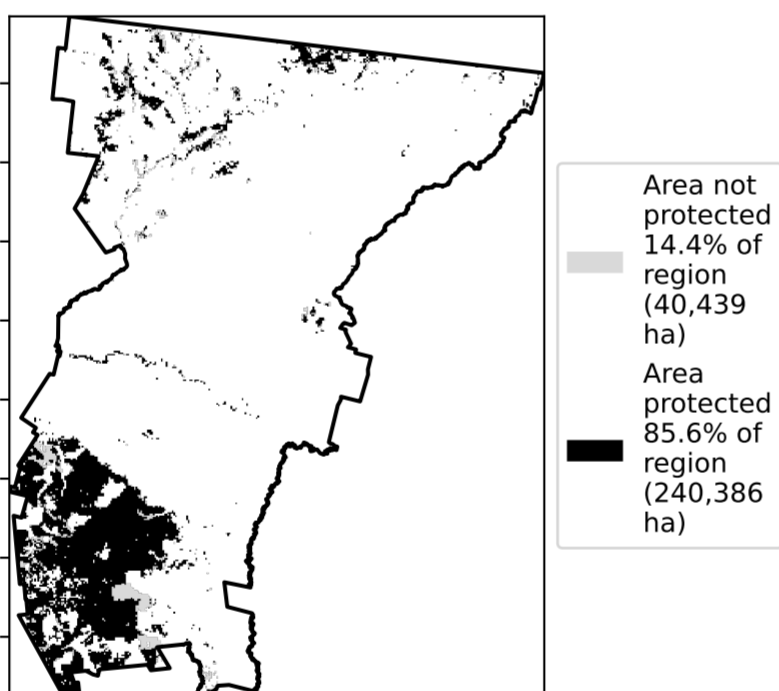 Area not
protected
14.4% of
region
(40,439
ha)
Area
protected
85.6% of
region
(240,386
ha)